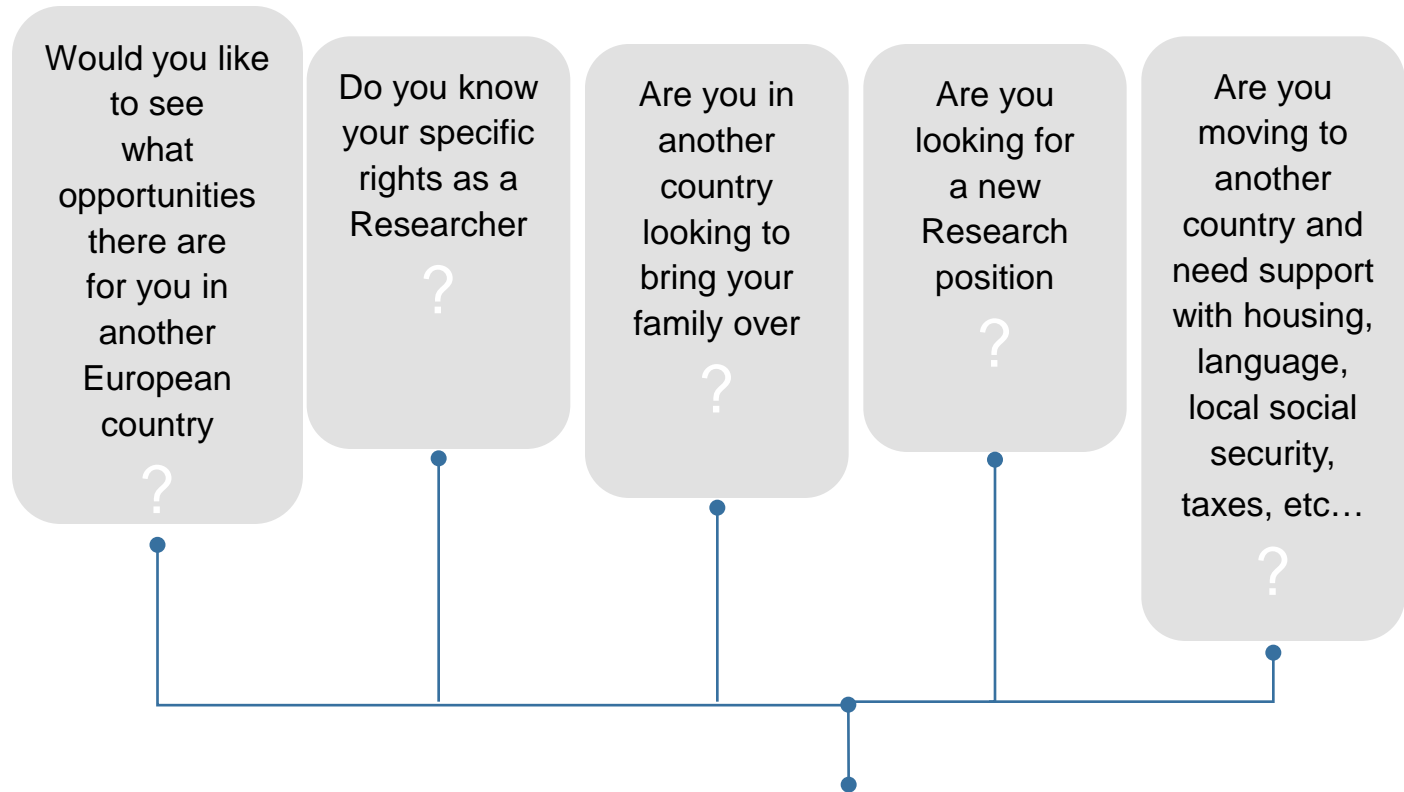 Would you like
to see
what
opportunities
there are
for you in
another
European
country
?
Do you know
your specific
rights as a
Researcher
?
Are you in
another
country
looking to
bring your
family over
?
Are you
looking for
a new
Research
position
?
Are you
moving to
another
country and
need support
with housing,
language,
local social
security,
taxes, etc…
?